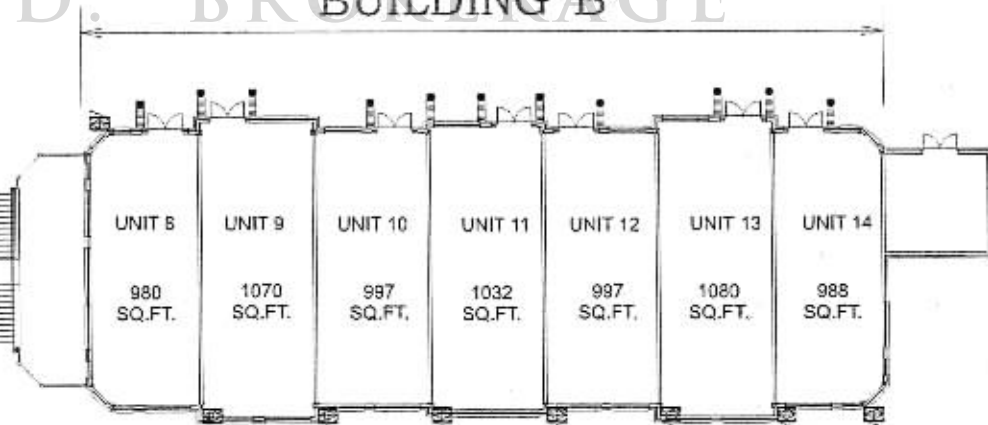 D. BROKERAGE
BUILDING B
UNIT 8
980
SQ.FT.
UNIT 9
1070
SQ.FT.
UNIT 10
997
SQ.FT.
UNIT 11
1032
SQ.FT.
UNIT 12
997
SQ.FT.
UNIT 13
1080
SQ.FT.
UNIT 14
988
SQ.FT.